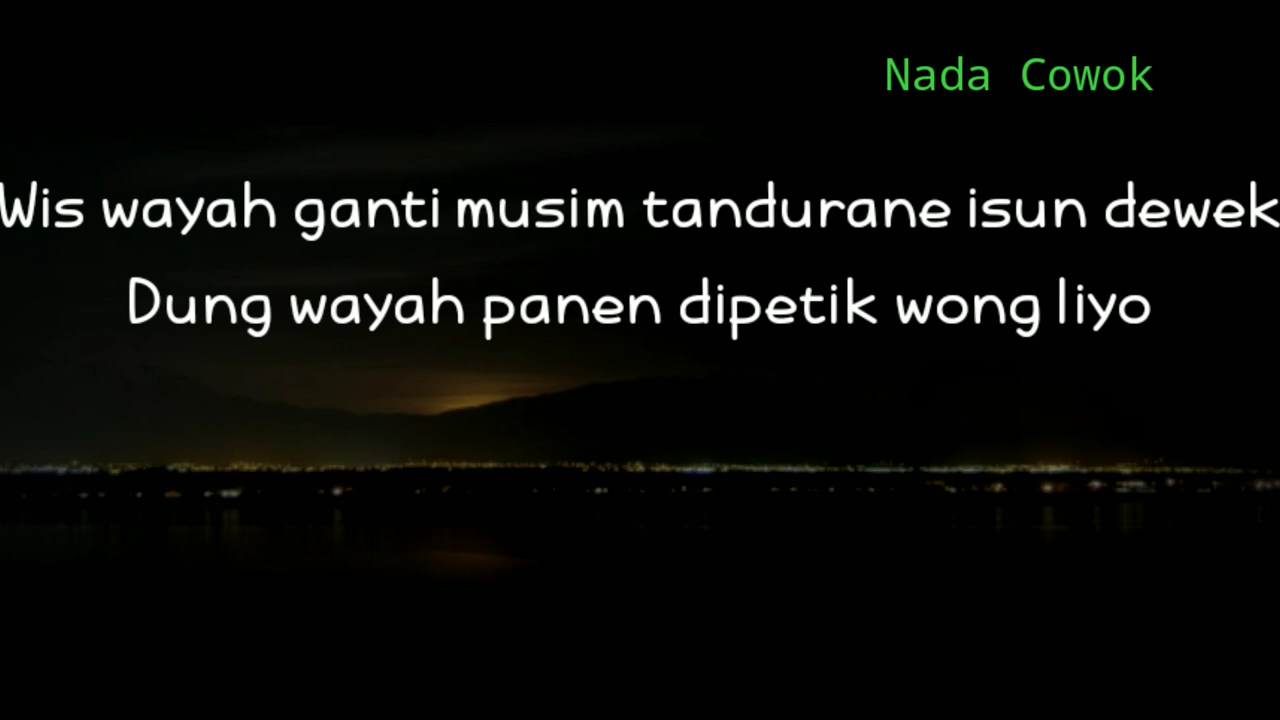 Nada Cowok
Wis wayah ganti musim tandurane isun dewek
Dung wayah panen dipetik wong liyo